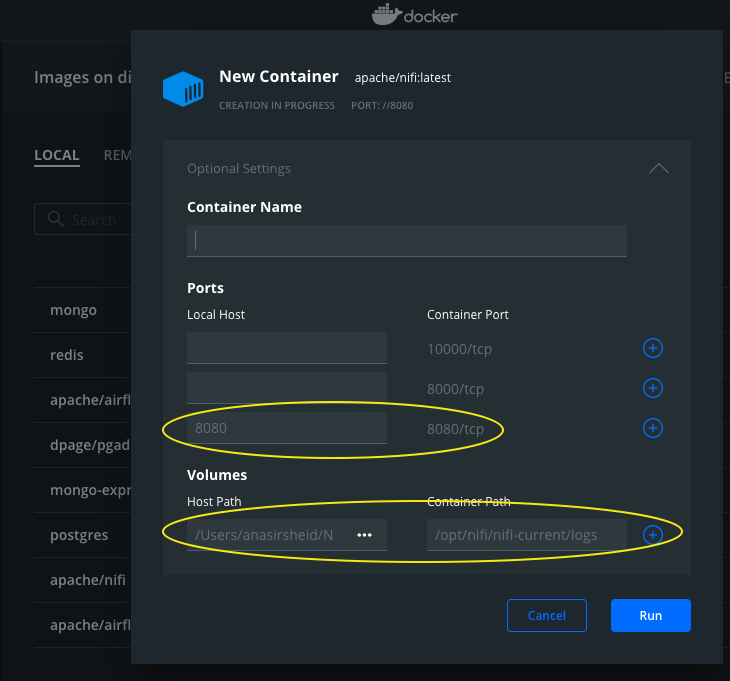 docker
Images on di
New Container apache/nifi:latest
CREATION IN PROGRESS PORT: //8080
LOCAL REM
Optional Settings
Search
Container Name
Ports
Local Host Container Port
mongo
10000/tcp
redis
8000/tcp
apache/airfl
8080 8080/tcp
dpage/pgad
Volumes
mongo-expr
Host Path Container Path
postgres
/Users/anasirsheid/N ••• /opt/nifi/nifi-current/logs
apache/nifi
apache/airfl
Cancel Run